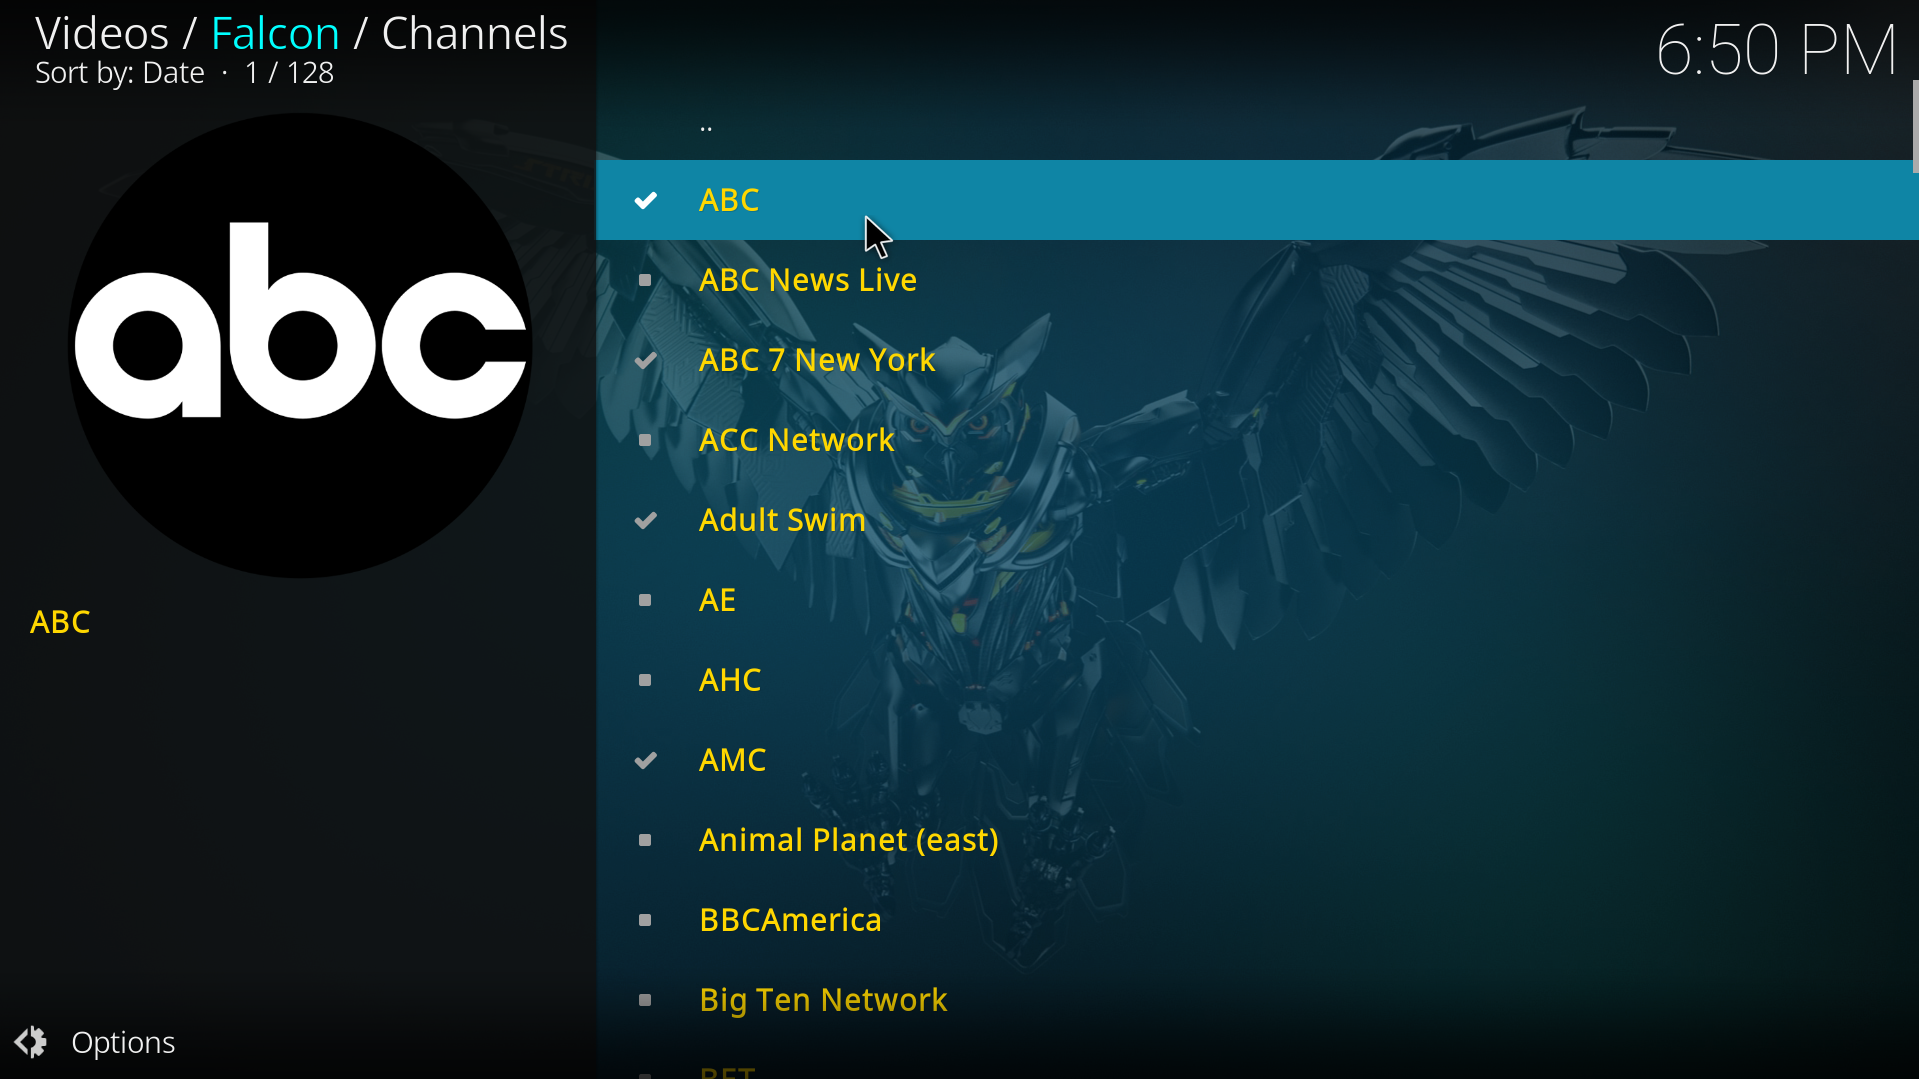 Videos / Falcon / Channels
Sort by: Date · 1 / 128
6:50 PM
abc
ABC
..
ABC
ABC News Live
ABC 7 New York
ACC Network
Adult Swim
AE
AHC
AMC
Animal Planet (east)
BBCAmerica
Big Ten Network
BET
Options